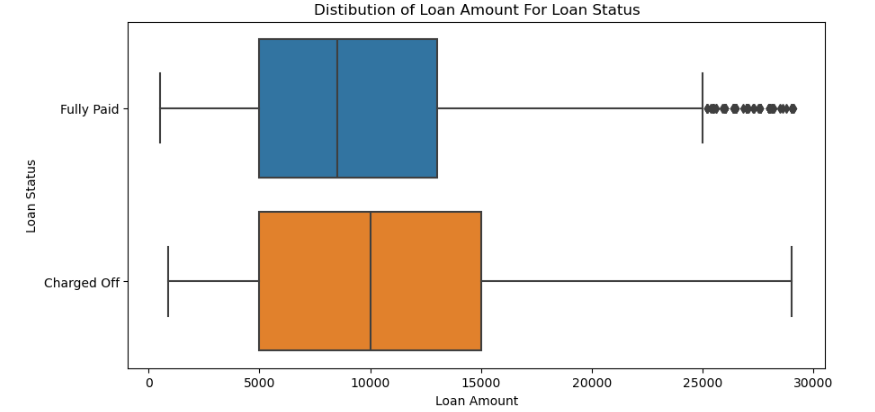 Distibution of Loan Amount For Loan Status
Fully Paid
Loan Status
Charged Off
0 5000 10000 15000 20000 25000 30000
Loan Amount